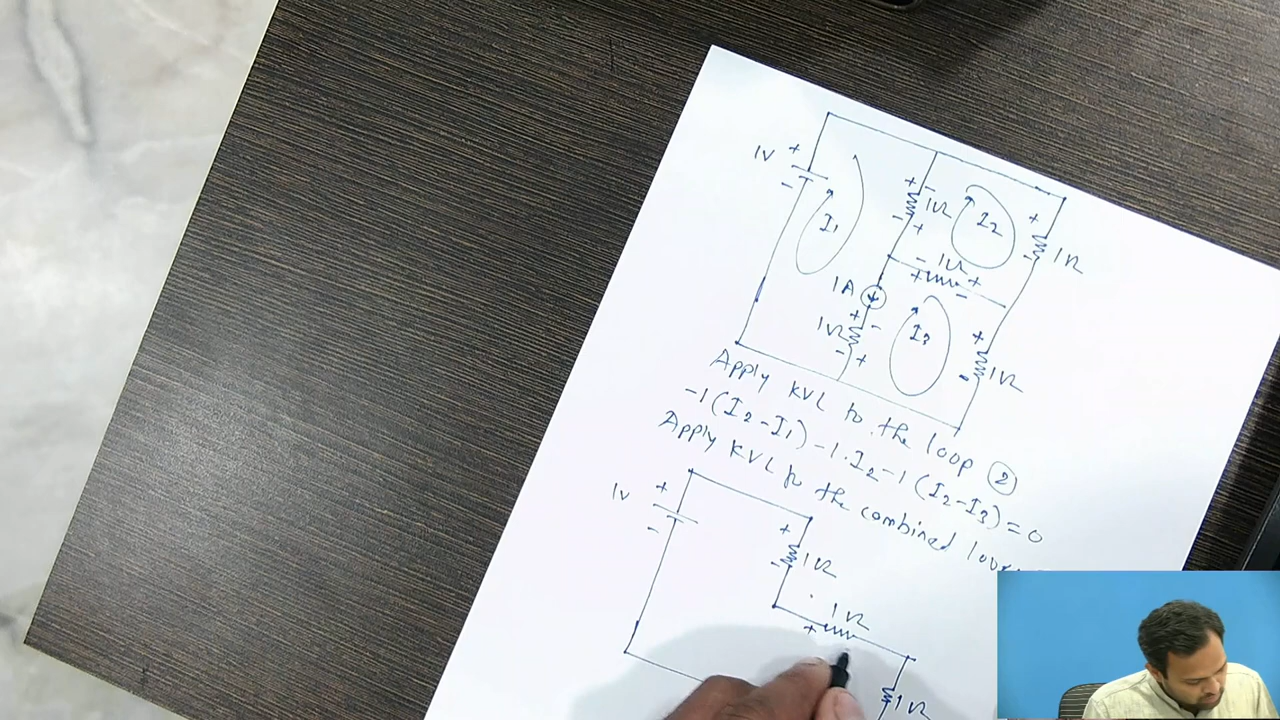 +
1V
-
I₁
+ -
1Ω
- +
I₂
+
1Ω
-
- 1Ω +
+ -
1A
+ -
1Ω
- +
I₃
+
1Ω
Apply KVL to the loop ②
-1(I₂-I₁)-1·I₂-1(I₂-I₃)=0
Apply KVL to the combined
+
1V
-
+
1Ω
-
1Ω
+
1Ω